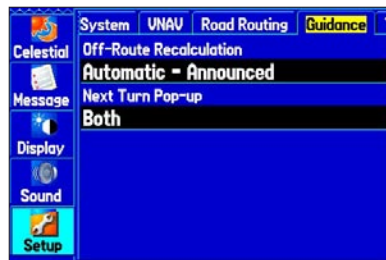 System VNAV Road Routing Guidance
Celestial
Off-Route Recalculation
Automatic - Announced
Message
Next Turn Pop-up
Both
Display
Sound
Setup